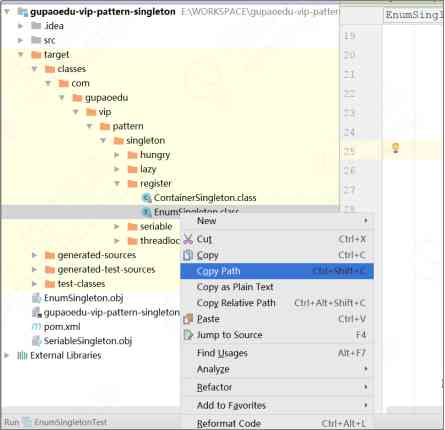 gupaoedu-vip-pattern-singleton E:\WORKSPACE\gupaoedu-vip-patter
EnumSingl
.idea
src
target
classes
com
gupaoedu
vip
pattern
singleton
hungry
lazy
register
ContainerSingleton.class
EnumSingleton.class
seriable
threadloc
generated-sources
generated-test-sources
test-classes
EnumSingleton.obj
gupaoedu-vip-pattern-singleton
pom.xml
SeriableSingleton.obj
External Libraries
19
20
21
22
23
24
25
26
27
28
New
Cut Ctrl+X
Copy Ctrl+C
Copy Path Ctrl+Shift+C
Copy as Plain Text
Copy Relative Path Ctrl+Alt+Shift+C
Paste Ctrl+V
Jump to Source F4
Find Usages Alt+F7
Analyze
Refactor
Add to Favorites
Reformat Code Ctrl+Alt+L
Run EnumSingletonTest